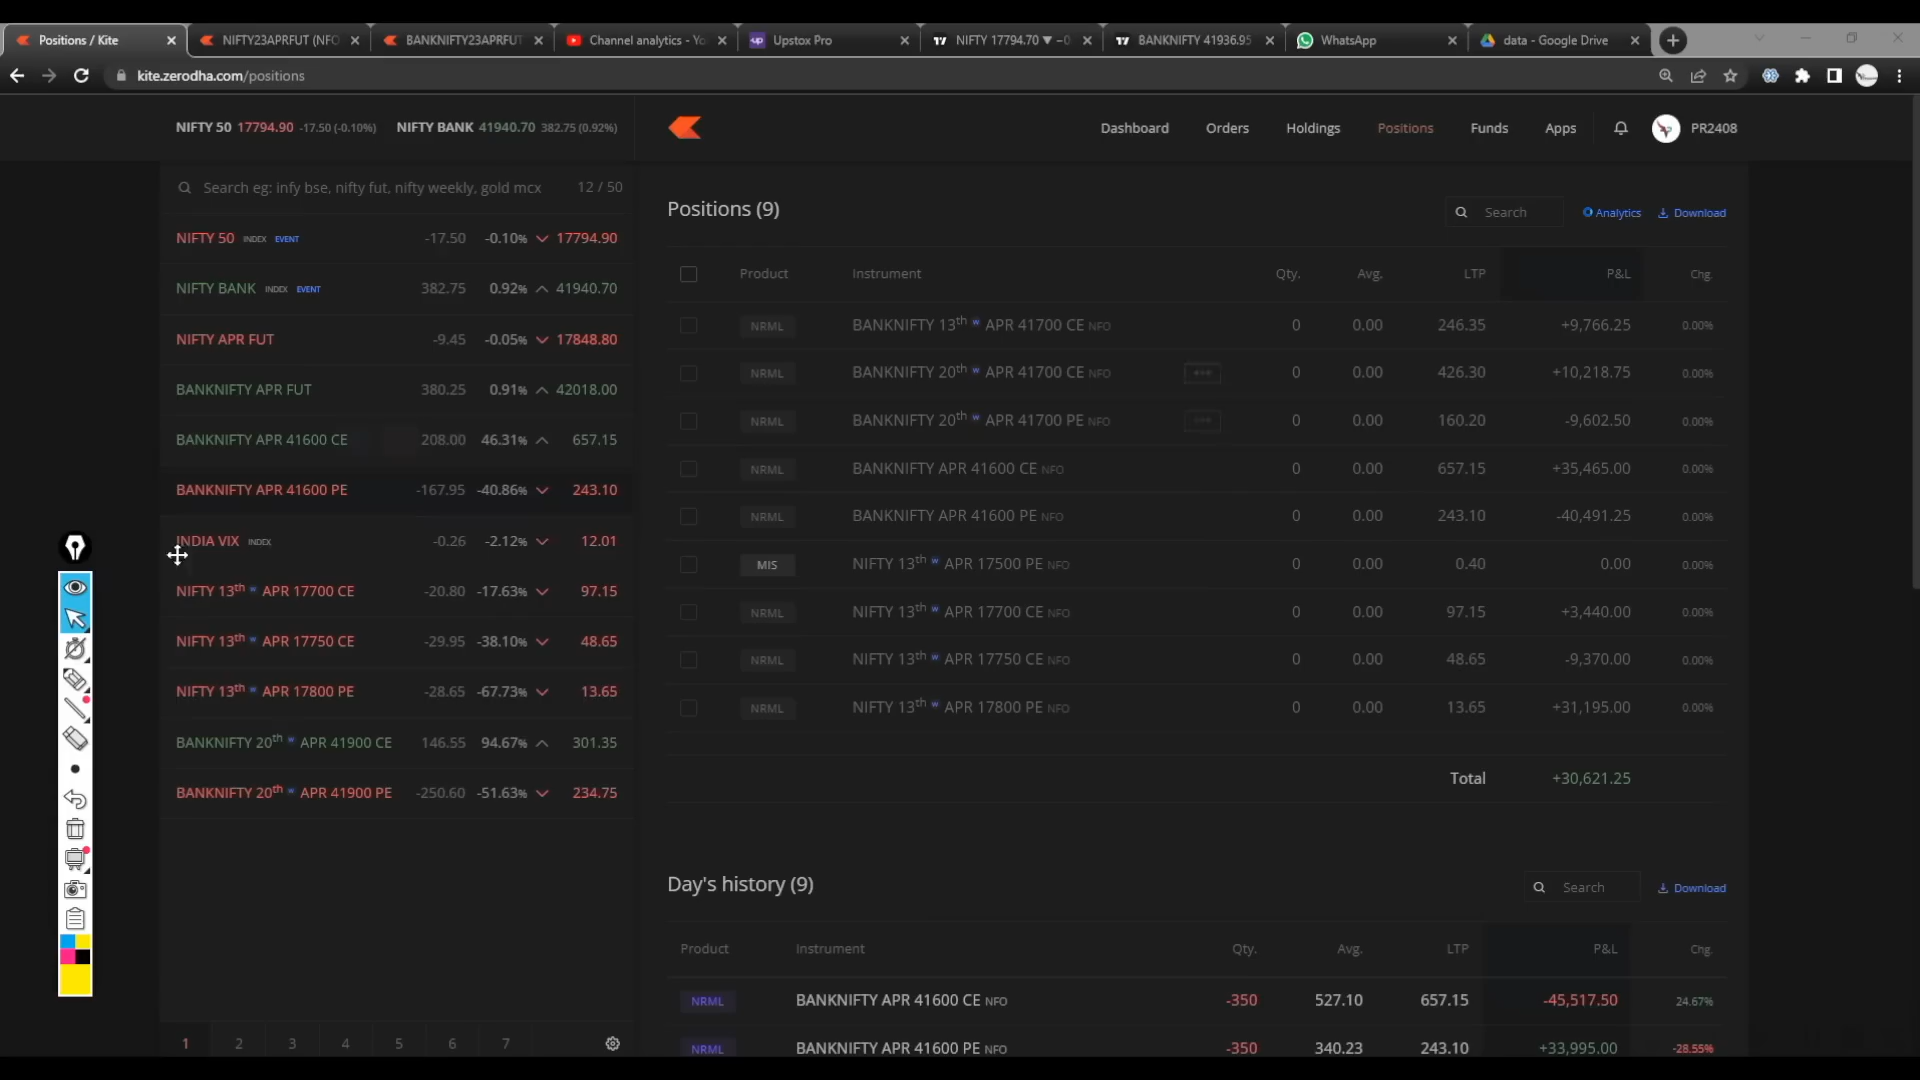 Positions / Kite
NIFTY23APRFUT (NFO
BANKNIFTY23APRFUT
Channel analytics - Yo
up Upstox Pro
NIFTY 17794.70 ▼ −0
BANKNIFTY 41936.95
WhatsApp
data - Google Drive
kite.zerodha.com/positions
NIFTY 50 17794.90 -17.50 (-0.10%) NIFTY BANK 41940.70 382.75 (0.92%)
Dashboard Orders Holdings Positions Funds Apps PR2408
Search eg: infy bse, nifty fut, nifty weekly, gold mcx 12 / 50
NIFTY 50 INDEX EVENT -17.50 -0.10% 17794.90
NIFTY BANK INDEX EVENT 382.75 0.92% 41940.70
NIFTY APR FUT -9.45 -0.05% 17848.80
BANKNIFTY APR FUT 380.25 0.91% 42018.00
BANKNIFTY APR 41600 CE 208.00 46.31% 657.15
BANKNIFTY APR 41600 PE -167.95 -40.86% 243.10
INDIA VIX INDEX -0.26 -2.12% 12.01
NIFTY 13th w APR 17700 CE -20.80 -17.63% 97.15
NIFTY 13th w APR 17750 CE -29.95 -38.10% 48.65
NIFTY 13th w APR 17800 PE -28.65 -67.73% 13.65
BANKNIFTY 20th w APR 41900 CE 146.55 94.67% 301.35
BANKNIFTY 20th w APR 41900 PE -250.60 -51.63% 234.75
1 2 3 4 5 6 7
Positions (9) Search Analytics Download
Product Instrument Qty. Avg. LTP P&L Chg.
NRML BANKNIFTY 13th w APR 41700 CE NFO 0 0.00 246.35 +9,766.25 0.00%
NRML BANKNIFTY 20th w APR 41700 CE NFO 0 0.00 426.30 +10,218.75 0.00%
NRML BANKNIFTY 20th w APR 41700 PE NFO 0 0.00 160.20 -9,602.50 0.00%
NRML BANKNIFTY APR 41600 CE NFO 0 0.00 657.15 +35,465.00 0.00%
NRML BANKNIFTY APR 41600 PE NFO 0 0.00 243.10 -40,491.25 0.00%
MIS NIFTY 13th w APR 17500 PE NFO 0 0.00 0.40 0.00 0.00%
NRML NIFTY 13th w APR 17700 CE NFO 0 0.00 97.15 +3,440.00 0.00%
NRML NIFTY 13th w APR 17750 CE NFO 0 0.00 48.65 -9,370.00 0.00%
NRML NIFTY 13th w APR 17800 PE NFO 0 0.00 13.65 +31,195.00 0.00%
Total +30,621.25
Day's history (9) Search Download
Product Instrument Qty. Avg. LTP P&L Chg.
NRML BANKNIFTY APR 41600 CE NFO -350 527.10 657.15 -45,517.50 24.67%
NRML BANKNIFTY APR 41600 PE NFO -350 340.23 243.10 +33,995.00 -28.55%